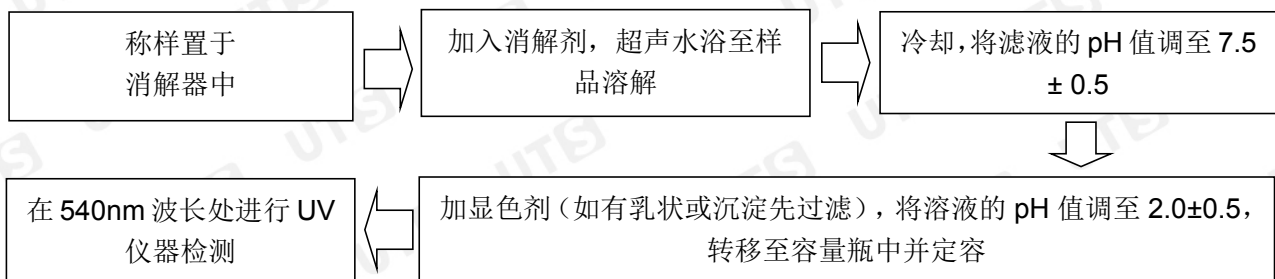 称样置于
消解器中
加入消解剂，超声水浴至样
品溶解
冷却，将滤液的 pH 值调至 7.5
± 0.5
加显色剂（如有乳状或沉淀先过滤），将溶液的 pH 值调至 2.0±0.5，
转移至容量瓶中并定容
在 540nm 波长处进行 UV
仪器检测
UTS
UTS
UTS
UTS